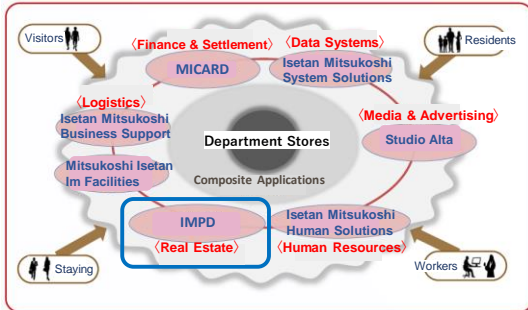 Visitors
〈Finance & Settlement〉
〈Data Systems〉
Residents
MICARD
Isetan Mitsukoshi
System Solutions
〈Logistics〉
Isetan Mitsukoshi
Business Support
〈Media & Advertising〉
Studio Alta
Department Stores
Mitsukoshi Isetan
Im Facilities
Composite Applications
IMPD
〈Real Estate〉
Isetan Mitsukoshi
Human Solutions
〈Human Resources〉
Staying
Workers